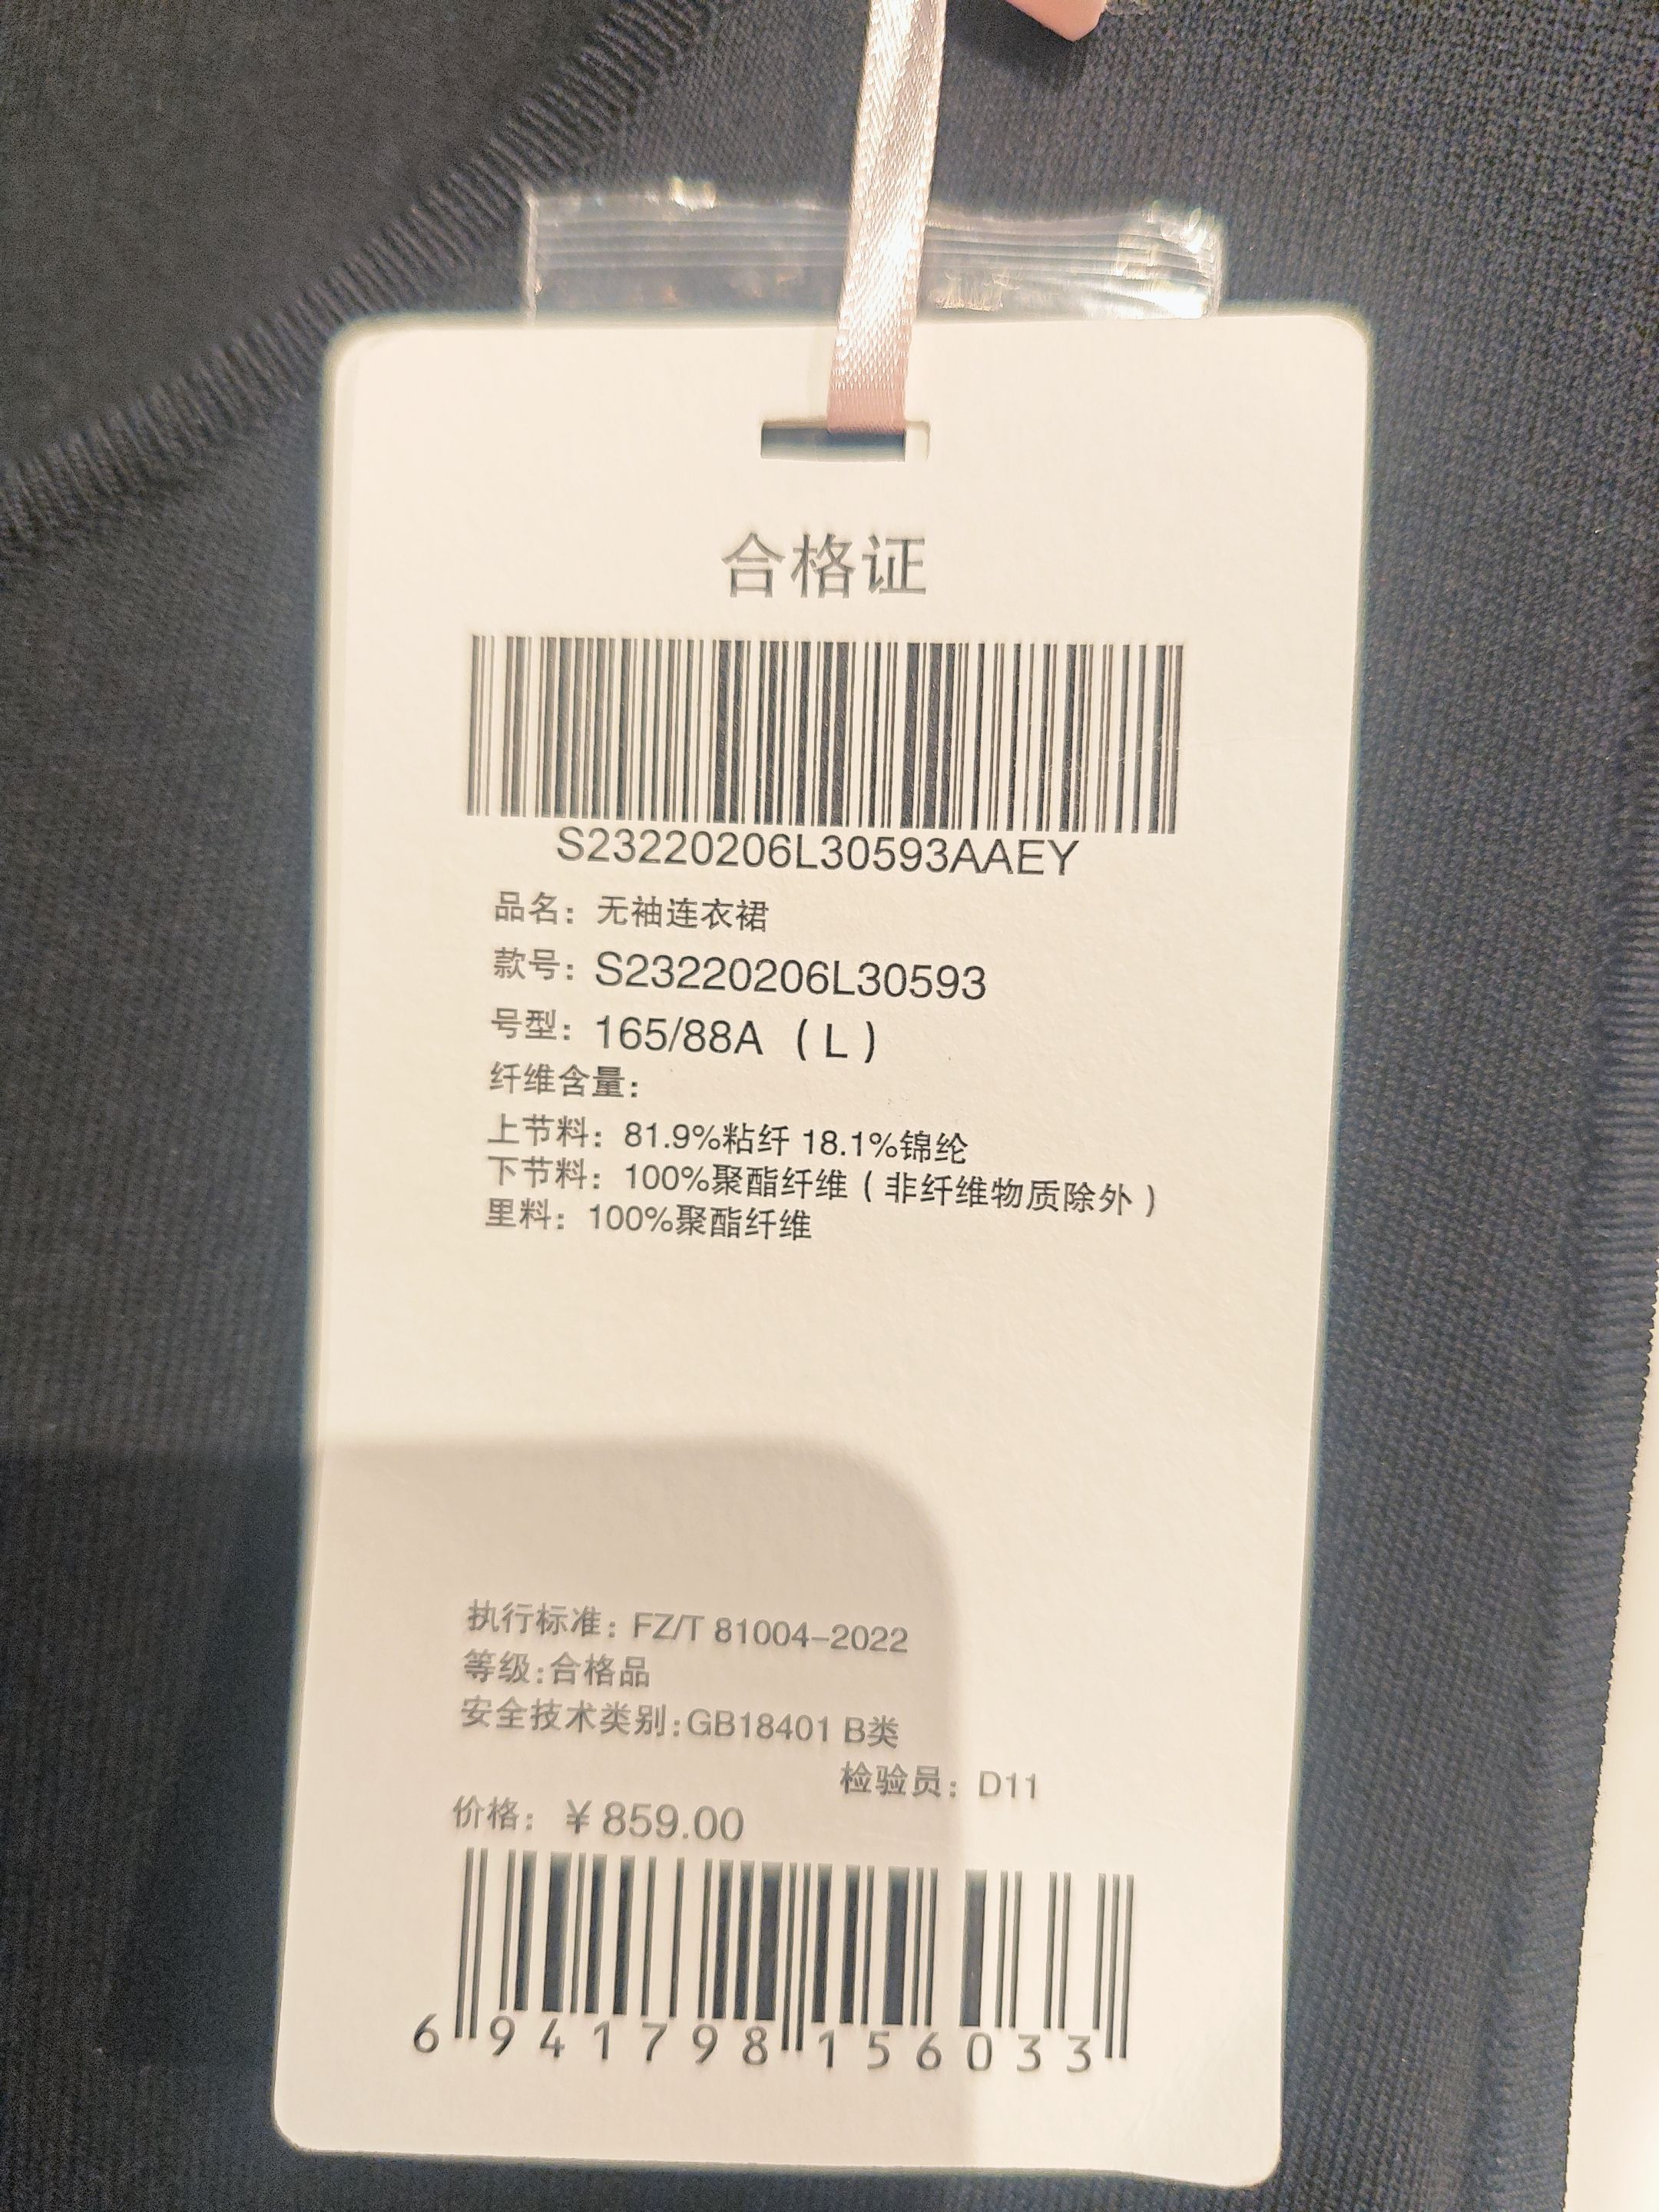 合格证
S23220206L30593AAEY
品名：无袖连衣裙
款号：S23220206L30593
号型：165/88A（L）
纤维含量：
上节料：81.9%粘纤 18.1%锦纶
下节料：100%聚酯纤维（非纤维物质除外）
里料：100%聚酯纤维
执行标准：FZ/T 81004-2022
等级:合格品
安全技术类别:GB18401 B类
检验员：D11
价格：￥859.00
6 941798 156033